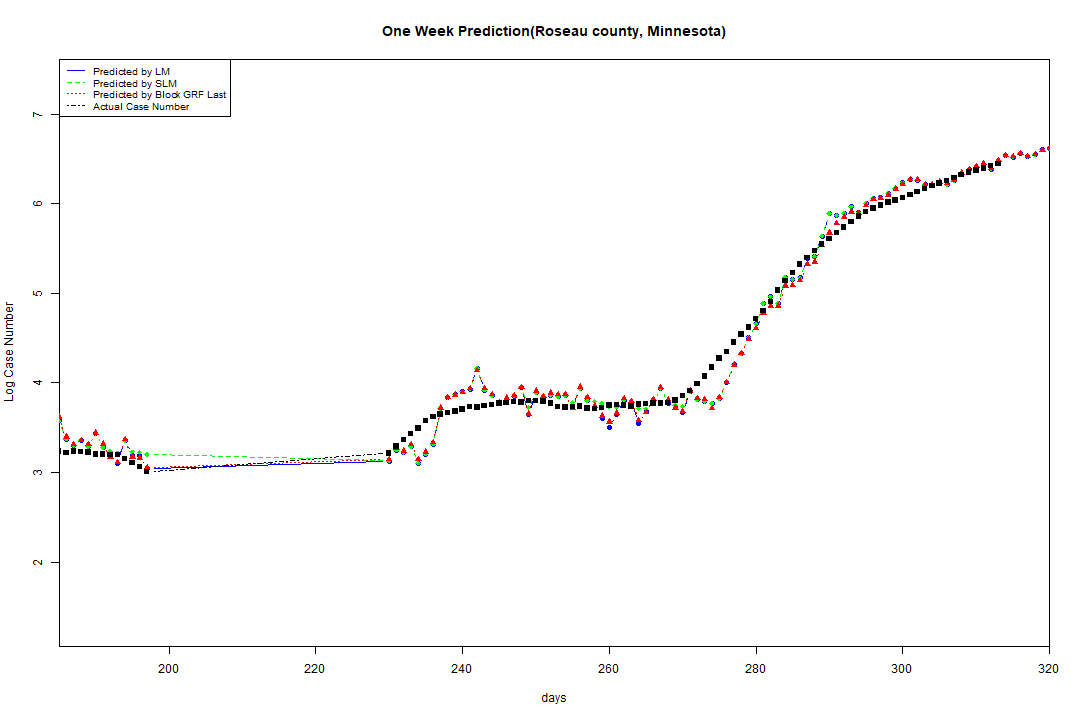 One Week Prediction(Roseau county, Minnesota)
Predicted by LM
Predicted by SLM
Predicted by Block GRF Last
Actual Case Number
7
6
5
4
3
2
Log Case Number
200 220 240 260 280 300 320
days